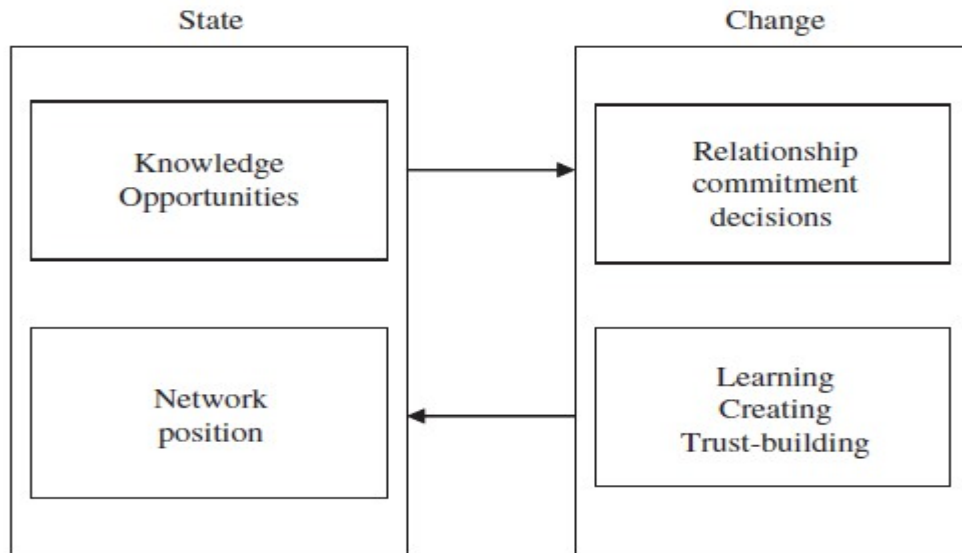 State
Knowledge
Opportunities
Network
position
Change
Relationship
commitment
decisions
Learning
Creating
Trust-building